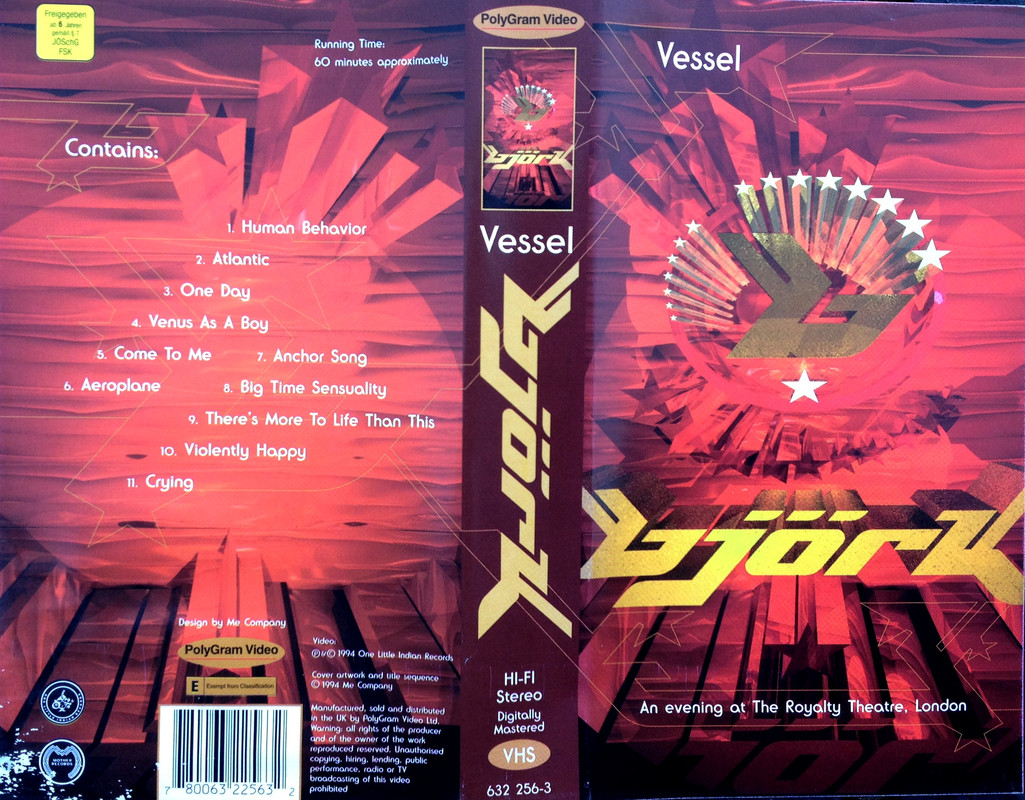 Freigegeben
ab 6 Jahren
gemäß § 7
JÖSchG
FSK
Running Time:
60 minutes approximately
Contains:
1. Human Behavior
2. Atlantic
3. One Day
4. Venus As A Boy
5. Come To Me
7. Anchor Song
6. Aeroplane
8. Big Time Sensuality
9. There's More To Life Than This
10. Violently Happy
11. Crying
Design by Me Company
PolyGram Video
E Exempt from Classification
7 80063 22563 2
MOTHER
RECORDS
Video:
℗&© 1994 One Little Indian Records
Cover artwork and title sequence
© 1994 Me Company
Manufactured, sold and distributed
in the UK by PolyGram Video Ltd.
Warning: all rights of the producer
and of the owner of the work
reproduced reserved. Unauthorised
copying, hiring, lending, public
performance, radio or TV
broadcasting of this video
prohibited
PolyGram Video
björk
Vessel
björk
HI-FI
Stereo
Digitally
Mastered
VHS
632 256-3
Vessel
björk
An evening at The Royalty Theatre, London